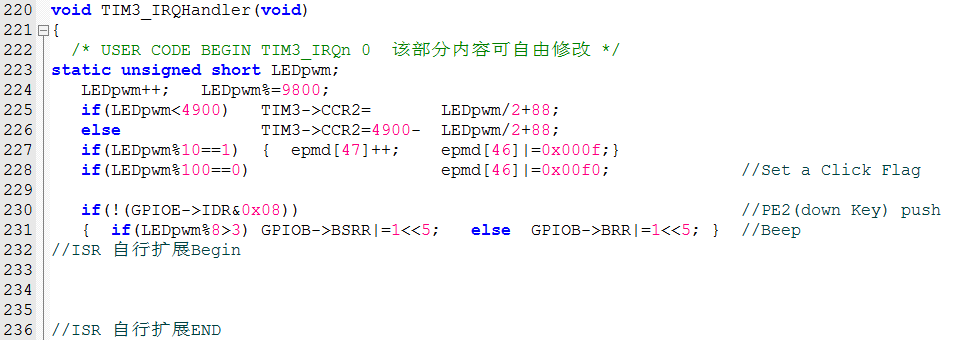 220 void TIM3_IRQHandler(void)
221 {
222 /* USER CODE BEGIN TIM3_IRQn 0 该部分内容可自由修改 */
223 static unsigned short LEDpwm;
224 LEDpwm++; LEDpwm%=9800;
225 if(LEDpwm<4900) TIM3->CCR2= LEDpwm/2+88;
226 else TIM3->CCR2=4900- LEDpwm/2+88;
227 if(LEDpwm%10==1) { epmd[47]++; epmd[46]|=0x000f;}
228 if(LEDpwm%100==0) epmd[46]|=0x00f0; //Set a Click Flag
229
230 if(!(GPIOE->IDR&0x08)) //PE2(down Key) push
231 { if(LEDpwm%8>3) GPIOB->BSRR|=1<<5; else GPIOB->BRR|=1<<5; } //Beep
232 //ISR 自行扩展Begin
233
234
235
236 //ISR 自行扩展END